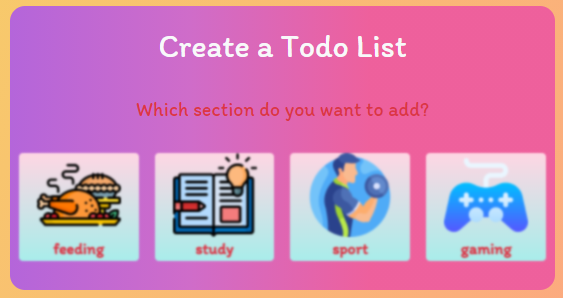 Create a Todo List
Which section do you want to add?
feeding
study
sport
gaming